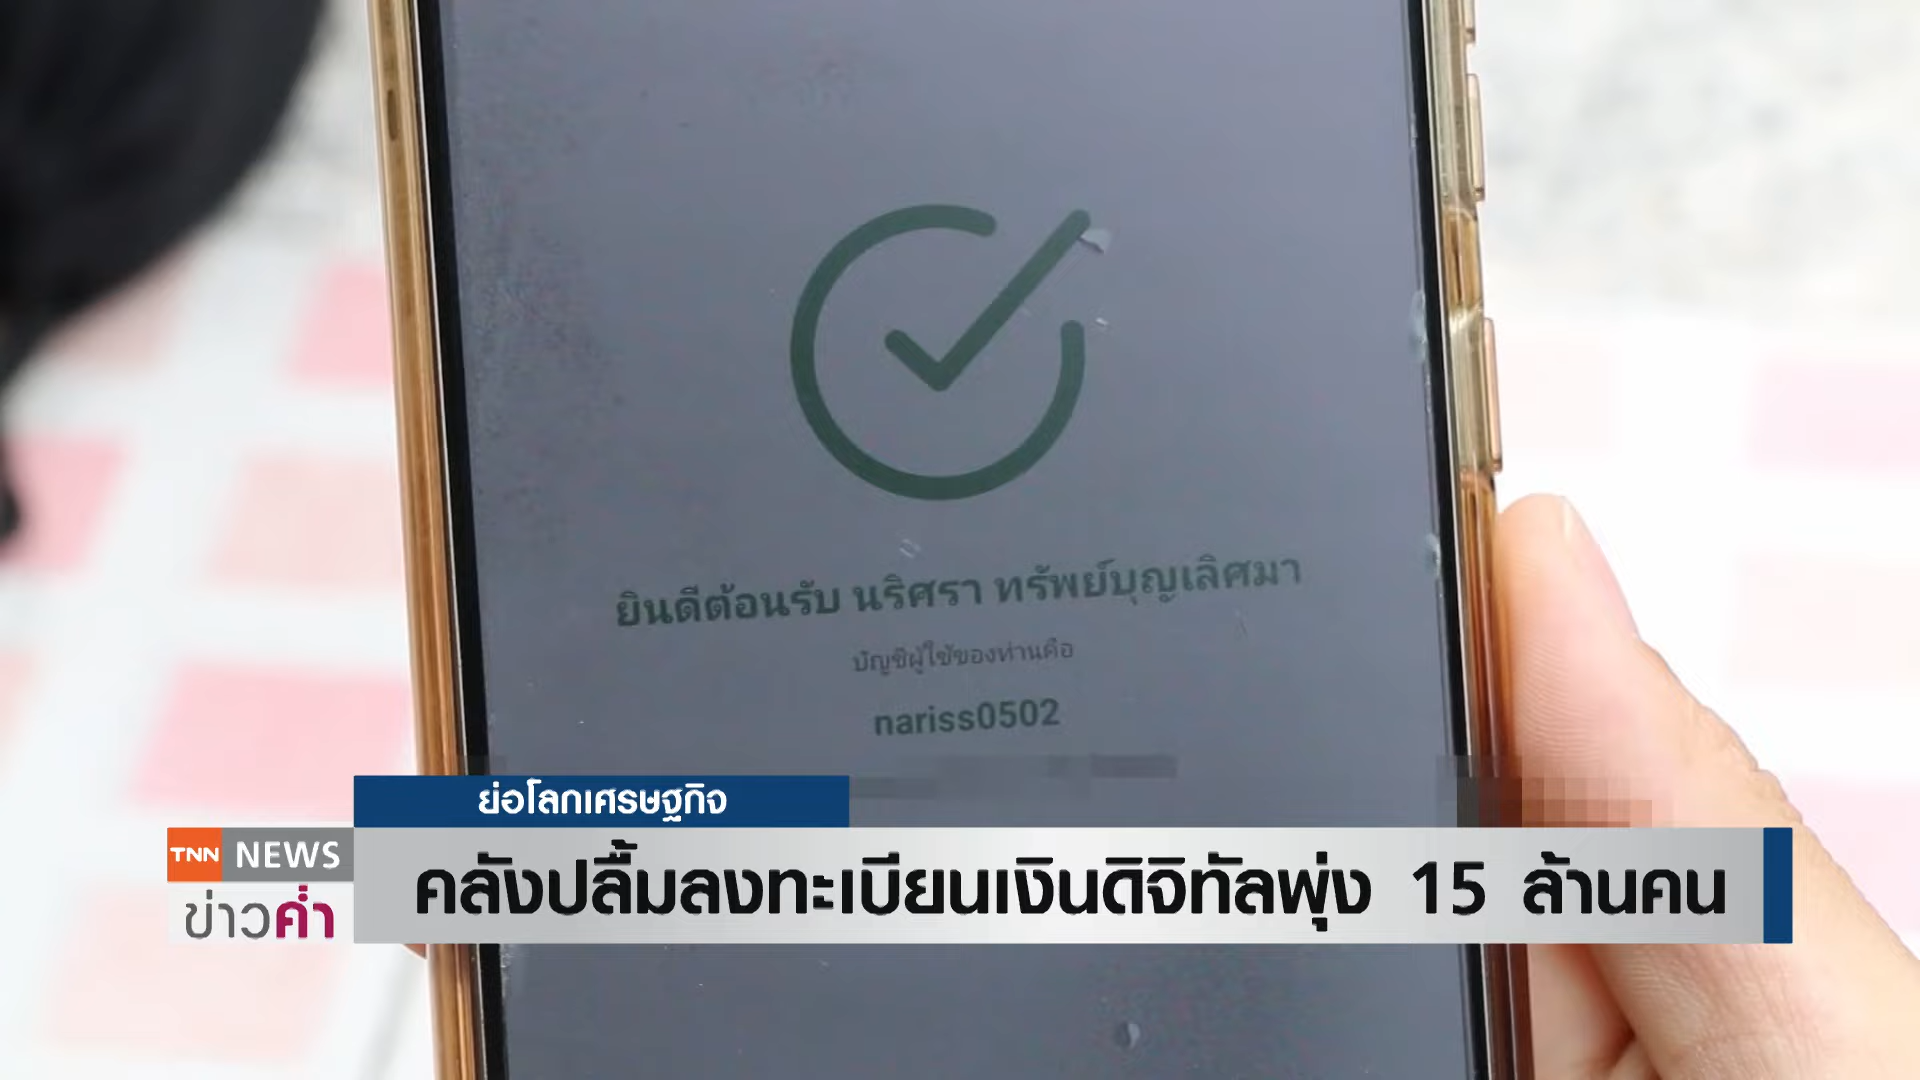 ยินดีต้อนรับ นริศรา ทรัพย์บุญเลิศมา
บัญชีผู้ใช้ของท่านคือ
nariss0502
ย่อโลกเศรษฐกิจ
TNN NEWS
ข่าวค่ำ
คลังปลื้มลงทะเบียนเงินดิจิทัลพุ่ง 15 ล้านคน